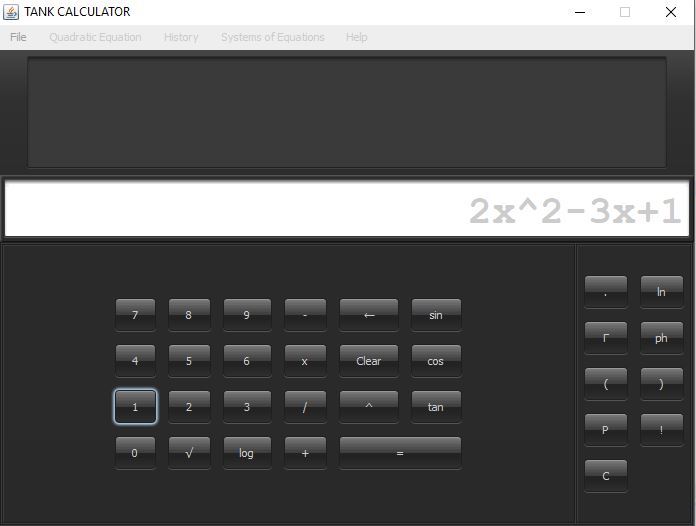 TANK CALCULATOR
File Quadratic Equation History Systems of Equations Help
2x^2-3x+1
7 8 9 - ← sin
4 5 6 x Clear cos
1 2 3 / ^ tan
0 √ log + =
. ln
Γ ph
( )
P !
C